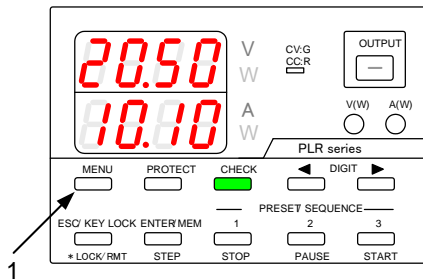 20.50 V
W
CV:G
CC:R
OUTPUT
10.10 A
W
V(W) A(W)
PLR series
MENU PROTECT CHECK ◄ DIGIT ►
PRESET/ SEQUENCE
ESC/ KEY LOCK ENTER/MEM 1 2 3
* LOCK/ RMT STEP STOP PAUSE START
1